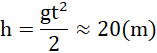 h = gt²/2 ≈ 20(m)